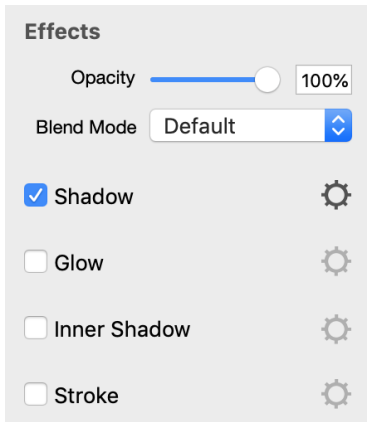 Effects
Opacity 100%
Blend Mode Default
Shadow
Glow
Inner Shadow
Stroke